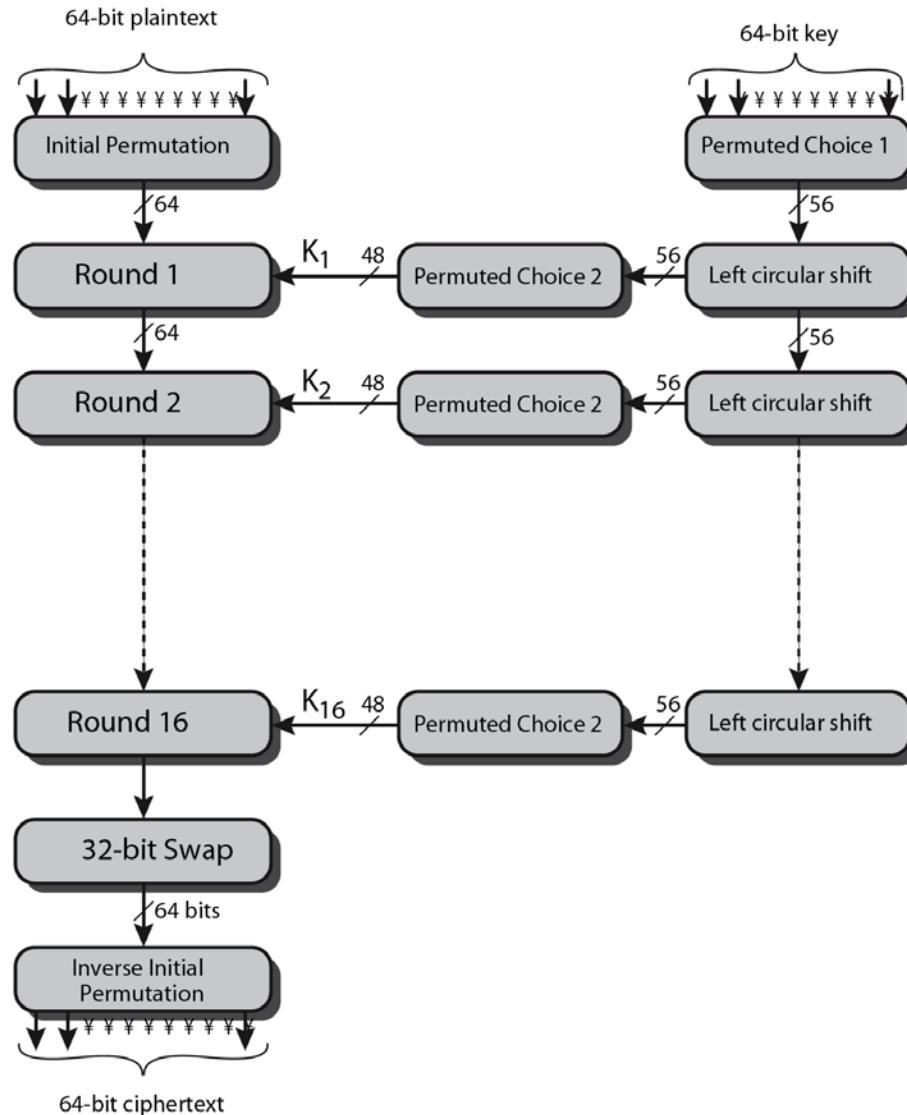 64-bit plaintext
64-bit key
¥ ¥ ¥ ¥ ¥ ¥ ¥ ¥ ¥
¥ ¥ ¥ ¥ ¥ ¥ ¥ ¥ ¥
Initial Permutation
Permuted Choice 1
64
56
Round 1
K1
48
Permuted Choice 2
56
Left circular shift
64
56
Round 2
K2
48
Permuted Choice 2
56
Left circular shift
Round 16
K16
48
Permuted Choice 2
56
Left circular shift
32-bit Swap
64 bits
Inverse Initial
Permutation
¥ ¥ ¥ ¥ ¥ ¥ ¥ ¥ ¥
64-bit ciphertext